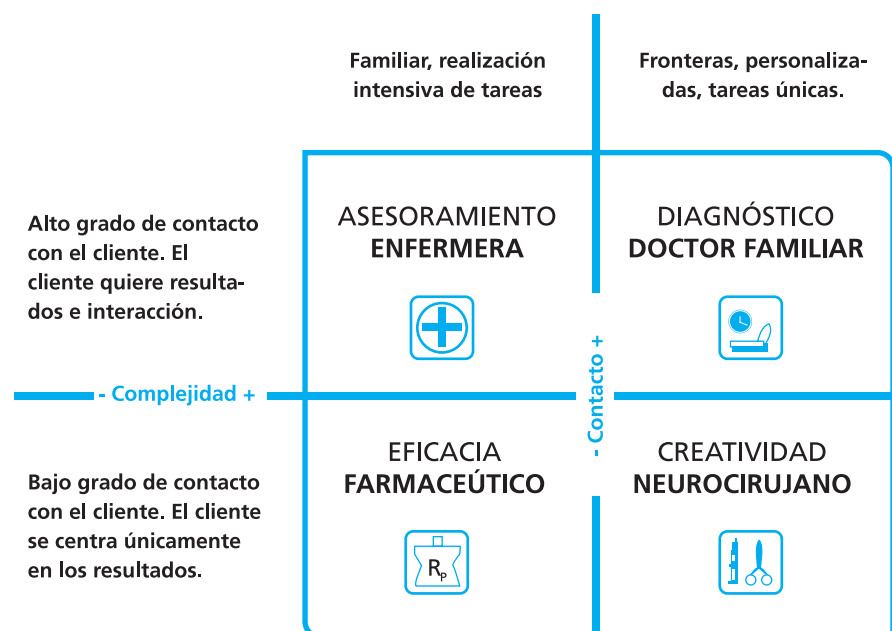 Familiar, realización
intensiva de tareas
Fronteras, personaliza-
das, tareas únicas.
Alto grado de contacto
con el cliente. El
cliente quiere resulta-
dos e interacción.
ASESORAMIENTO
ENFERMERA
DIAGNÓSTICO
DOCTOR FAMILIAR
- Complejidad +
- Contacto +
Bajo grado de contacto
con el cliente. El cliente
se centra únicamente
en los resultados.
EFICACIA
FARMACEÚTICO
RP
CREATIVIDAD
NEUROCIRUJANO